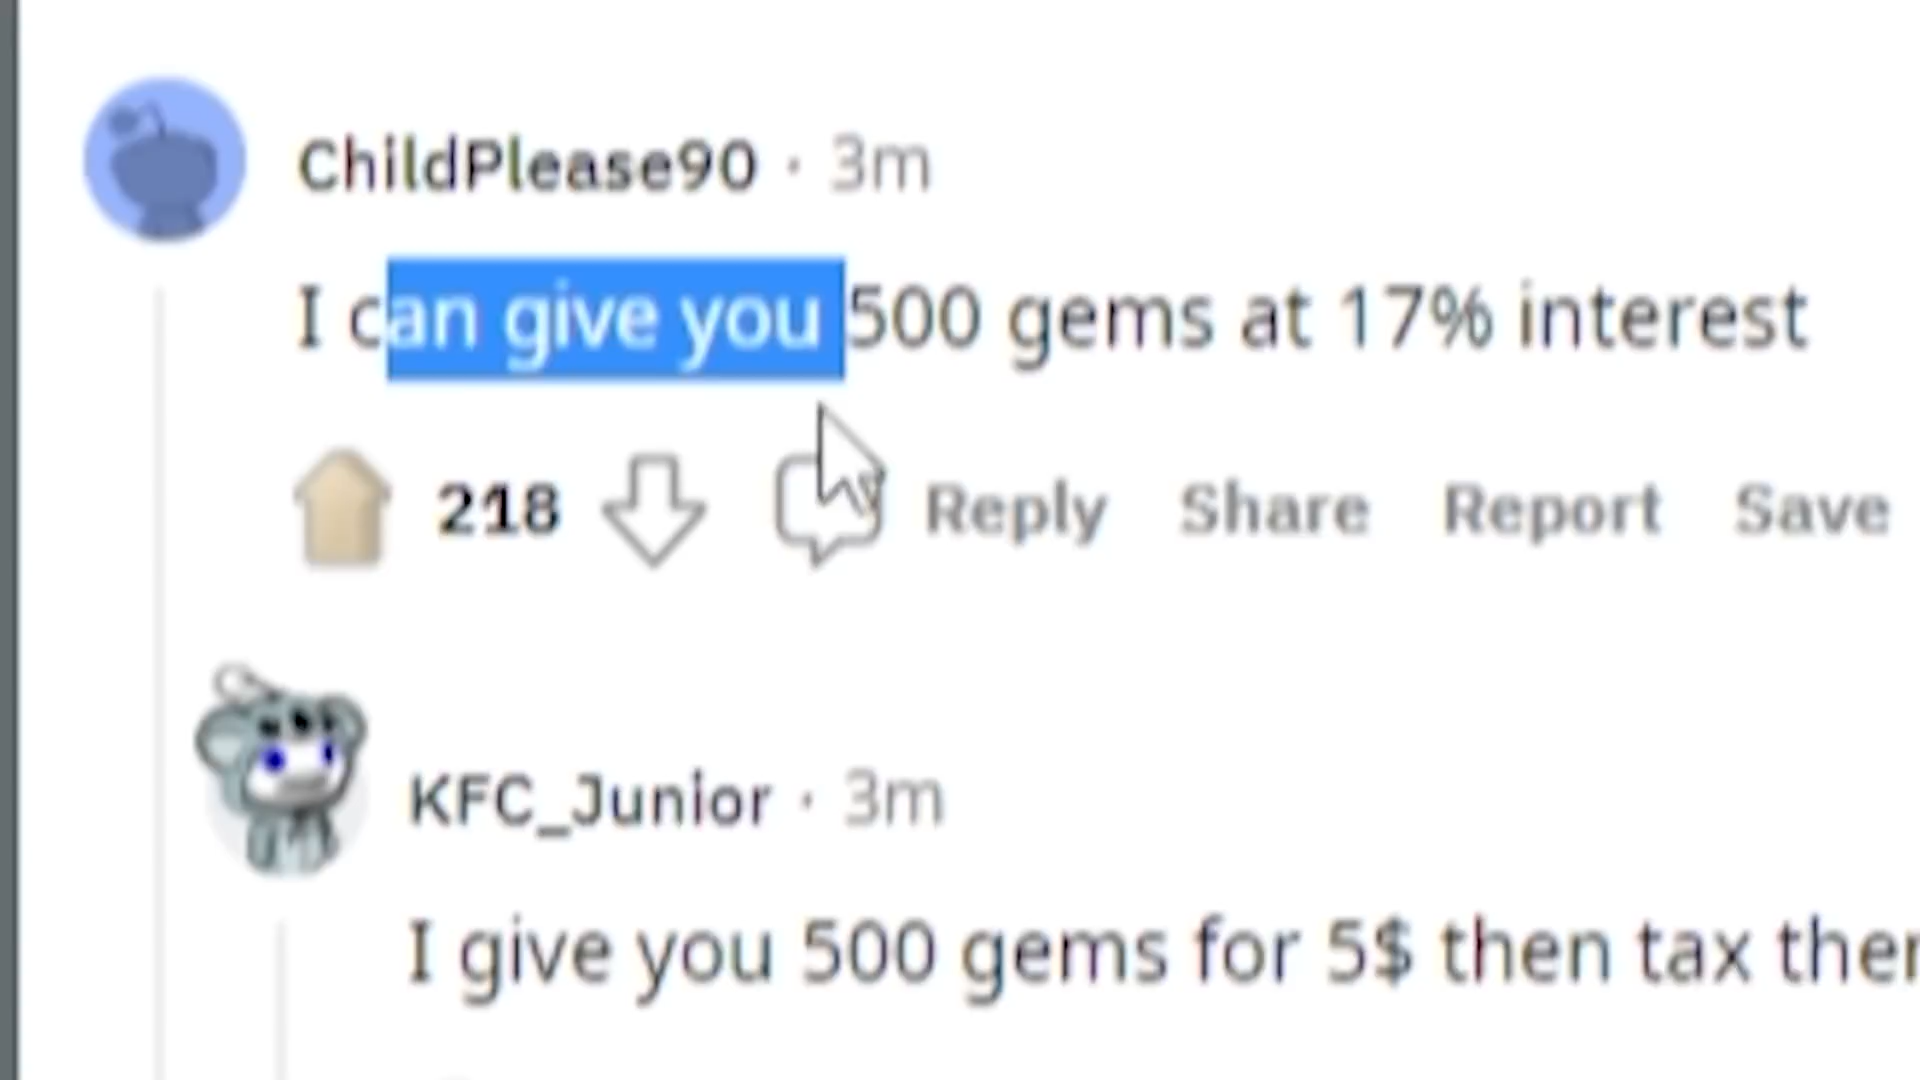 ChildPlease90 · 3m
I can give you 500 gems at 17% interest
218 Reply Share Report Save
KFC_Junior · 3m
I give you 500 gems for 5$ then tax then